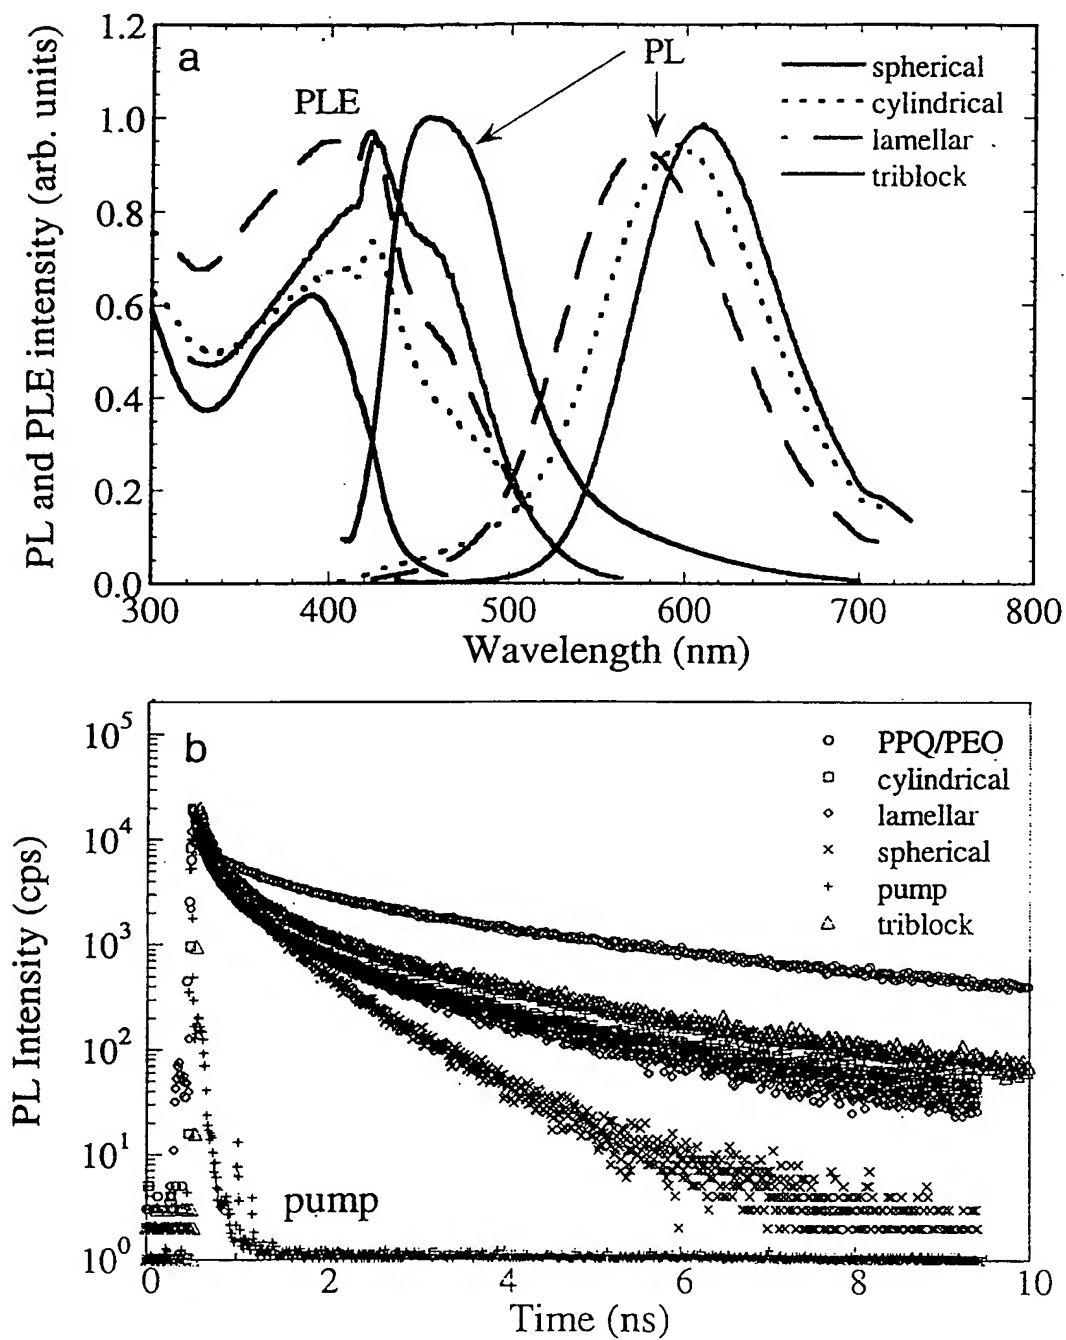 a
PLE
PL
spherical
cylindrical
lamellar
triblock
PL and PLE intensity (arb. units)
1.2
1.0
0.8
0.6
0.4
0.2
0.0
300 400 500 600 700 800
Wavelength (nm)
b
PPQ/PEO
cylindrical
lamellar
spherical
pump
triblock
pump
PL Intensity (cps)
10^5
10^4
10^3
10^2
10^1
10^0
0 2 4 6 8 10
Time (ns)